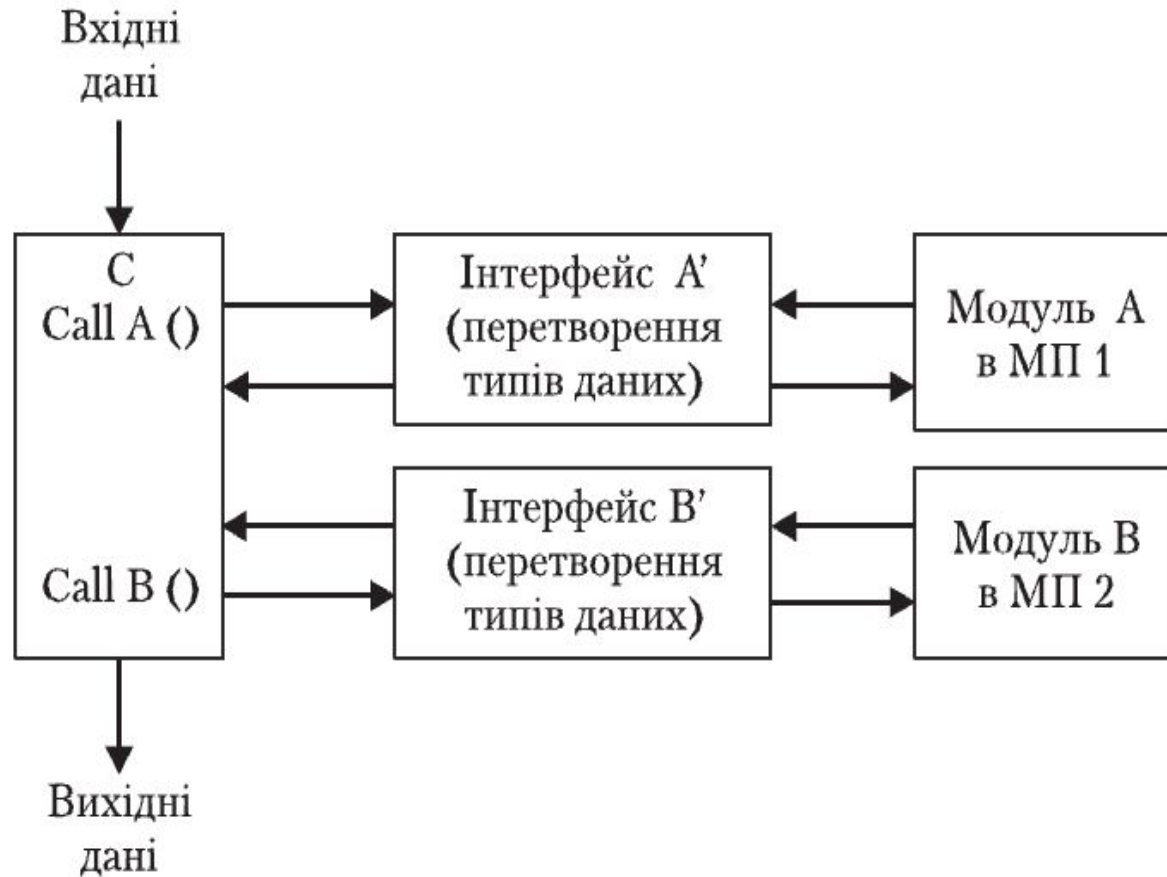 Вхідні
дані
С
Call A ()
Call B ()
Інтерфейс А’
(перетворення
типів даних)
Модуль А
в МП 1
Інтерфейс В’
(перетворення
типів даних)
Модуль В
в МП 2
Вихідні
дані